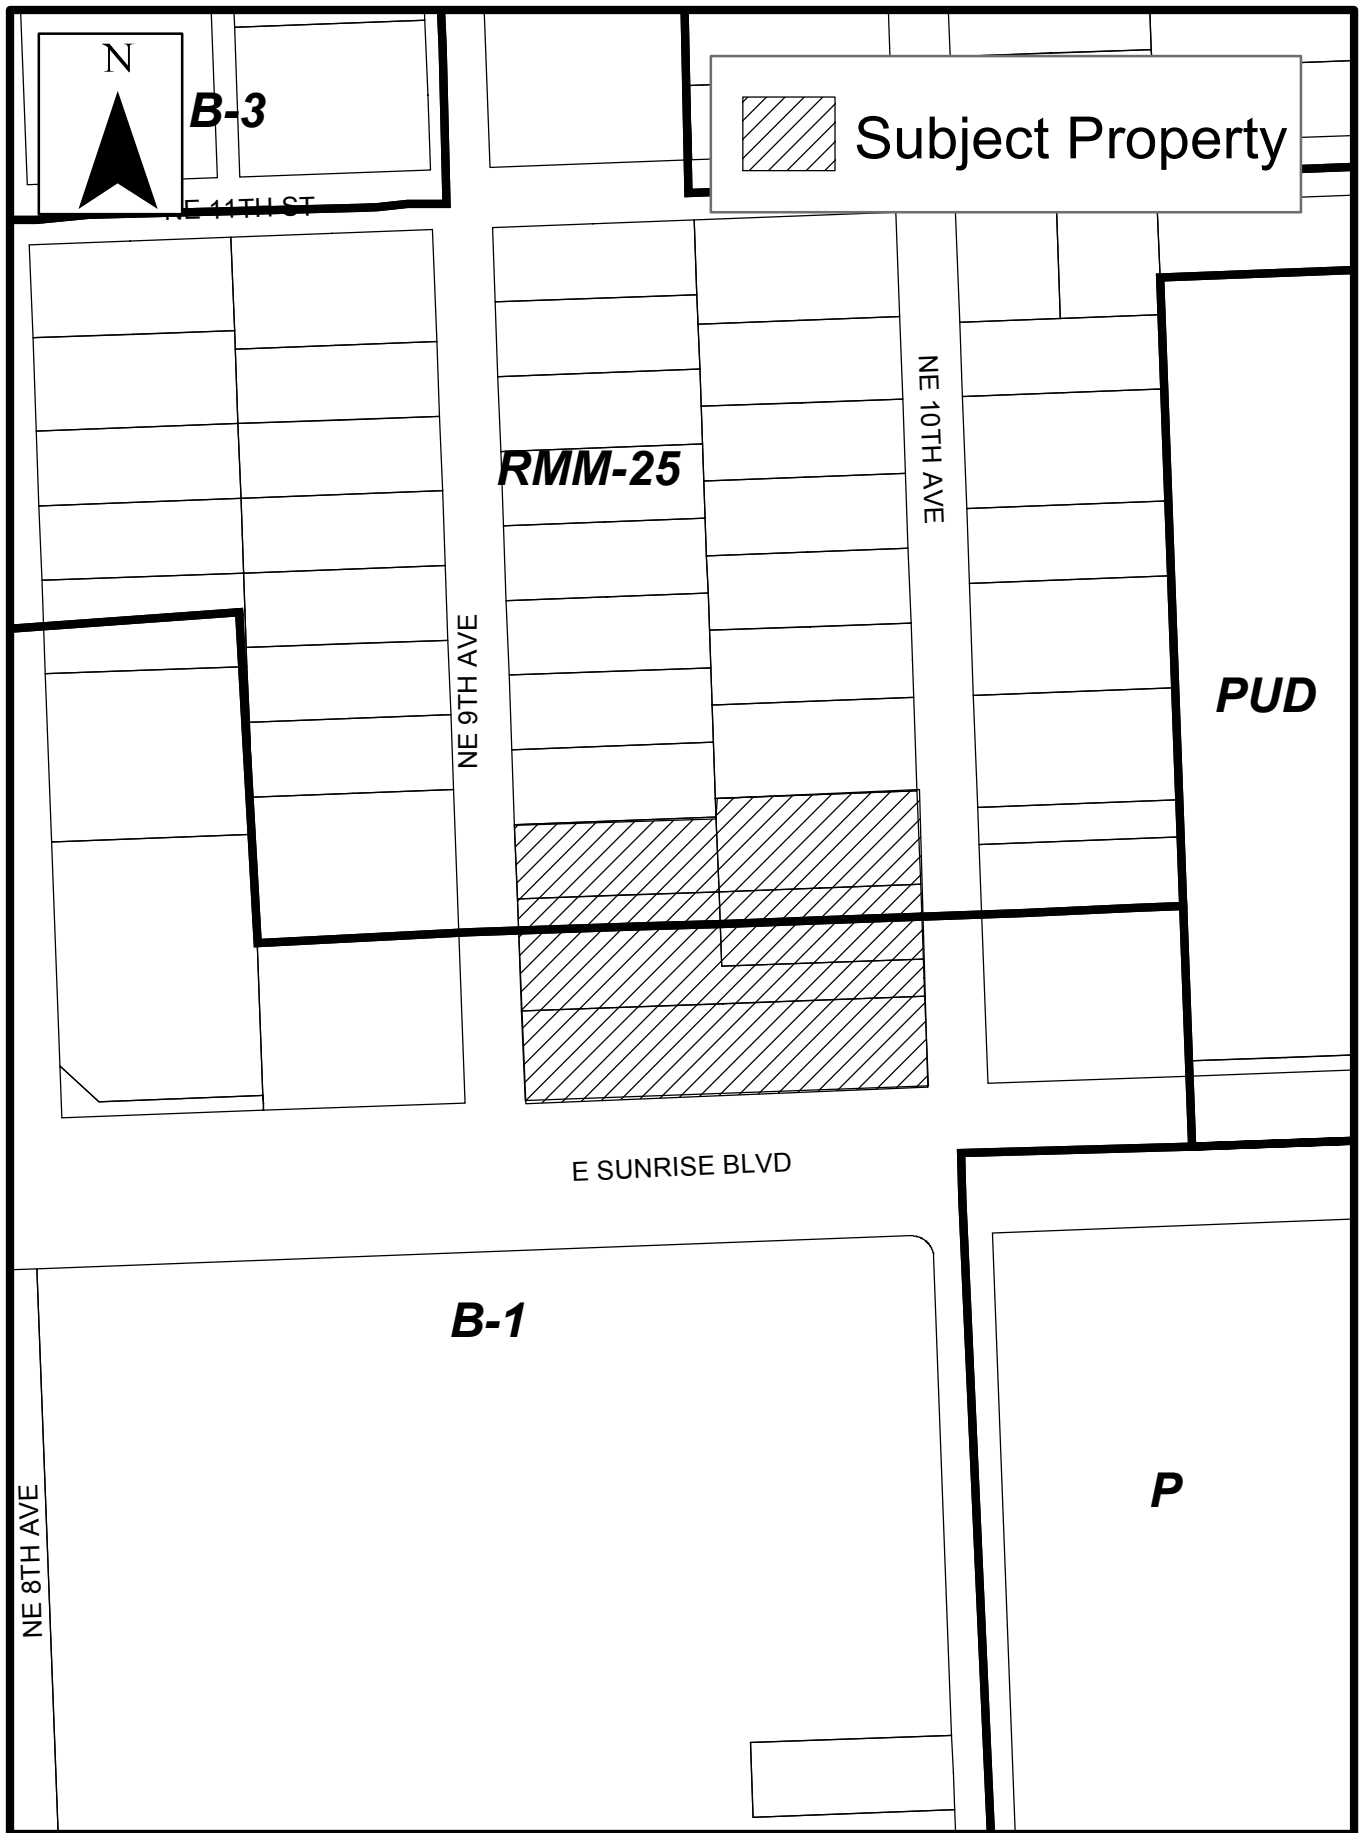 N
B-3
Subject Property
NE 11TH ST
NE 10TH AVE
RMM-25
NE 9TH AVE
PUD
E SUNRISE BLVD
B-1
P
NE 8TH AVE